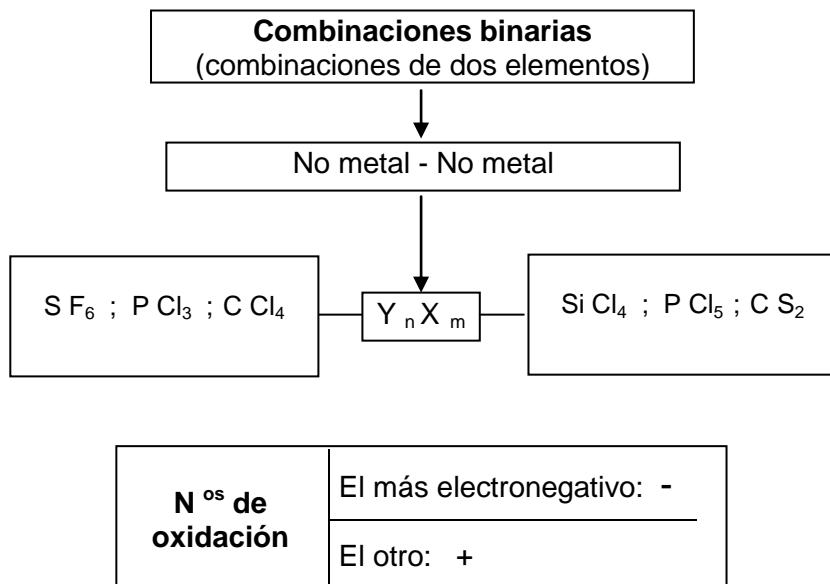 Combinaciones binarias
(combinaciones de dos elementos)
No metal - No metal
S F₆ ; P Cl₃ ; C Cl₄
Y ₙ X ₘ
Si Cl₄ ; P Cl₅ ; C S₂
N ᵒˢ de
oxidación
El más electronegativo: -
El otro: +